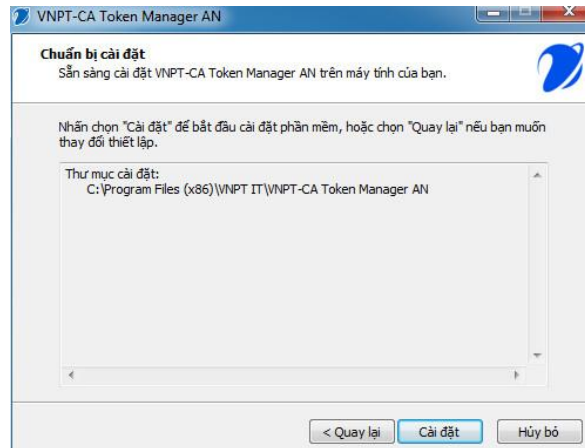 VNPT-CA Token Manager AN
Chuẩn bị cài đặt
Sẵn sàng cài đặt VNPT-CA Token Manager AN trên máy tính của bạn.
Nhấn chọn "Cài đặt" để bắt đầu cài đặt phần mềm, hoặc chọn "Quay lại" nếu bạn muốn
thay đổi thiết lập.
Thư mục cài đặt:
C:\Program Files (x86)\VNPT IT\VNPT-CA Token Manager AN
< Quay lại
Cài đặt
Hủy bỏ